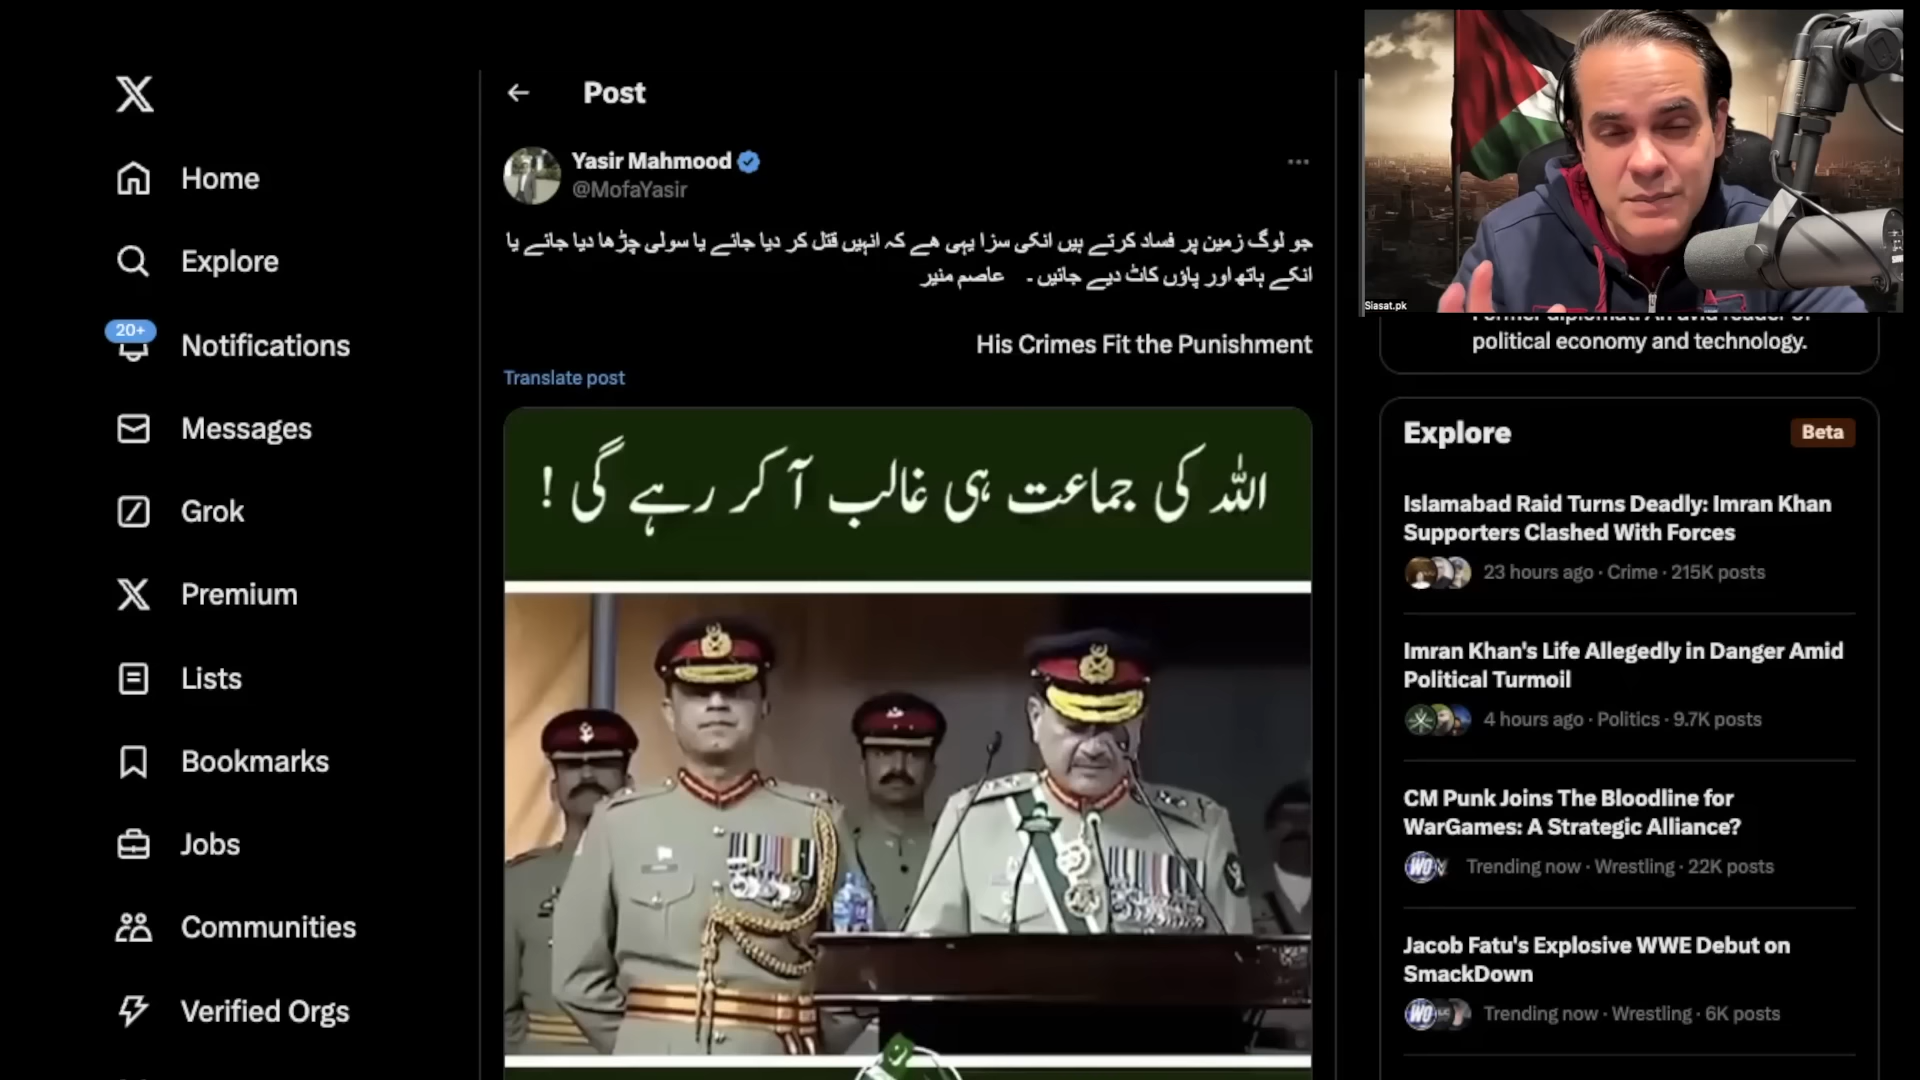 Home
Explore
20+
Notifications
Messages
Grok
Premium
Lists
Bookmarks
Jobs
Communities
Verified Orgs
Post
Yasir Mahmood
@MofaYasir
جو لوگ زمین پر فساد کرتے ہیں انکی سزا یہی ھے کہ انہیں قتل کر دیا جائے یا سولی چڑھا دیا جائے یا
انکے ہاتھ اور پاؤں کاٹ دیے جائیں ۔ عاصم منیر
His Crimes Fit the Punishment
Translate post
اللہ کی جماعت ہی غالب آ کر رہے گی !
Siasat.pk
political economy and technology.
Explore
Beta
Islamabad Raid Turns Deadly: Imran Khan
Supporters Clashed With Forces
23 hours ago · Crime · 215K posts
Imran Khan's Life Allegedly in Danger Amid
Political Turmoil
4 hours ago · Politics · 9.7K posts
CM Punk Joins The Bloodline for
WarGames: A Strategic Alliance?
Trending now · Wrestling · 22K posts
Jacob Fatu's Explosive WWE Debut on
SmackDown
Trending now · Wrestling · 6K posts